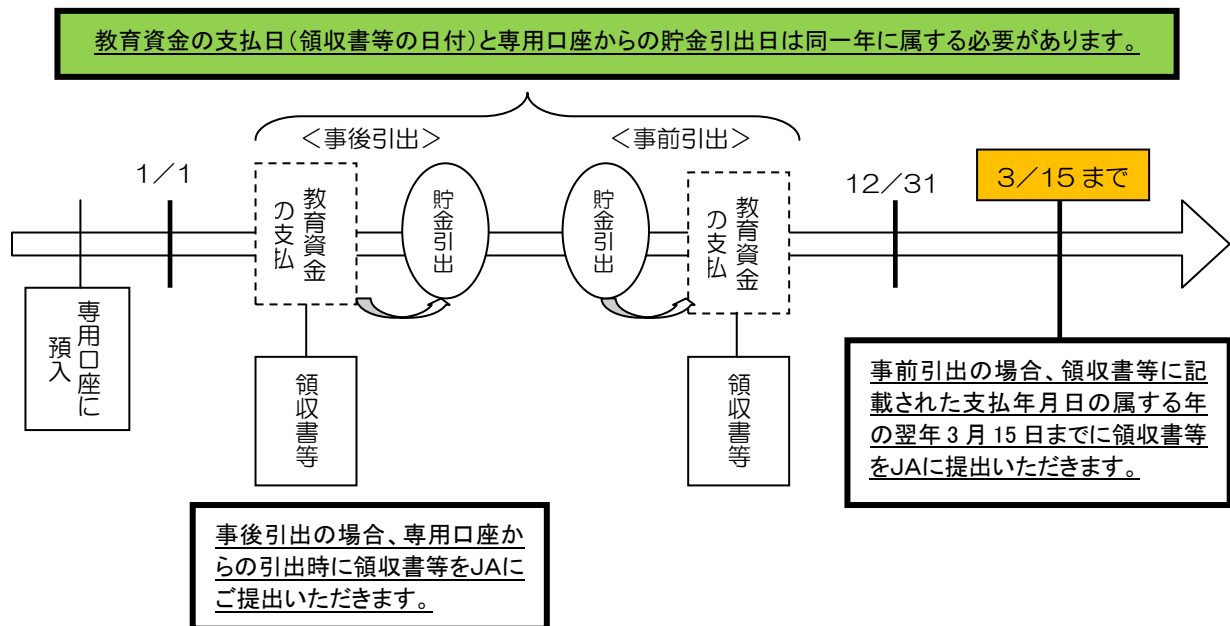 教育資金の支払日（領収書等の日付）と専用口座からの貯金引出日は同一年に属する必要があります。
＜事後引出＞
＜事前引出＞
1／1
12／31
3／15まで
教育資金
の支払
貯金引出
貯金引出
教育資金
の支払
専用口座に
預入
領収書等
領収書等
事前引出の場合、領収書等に記
載された支払年月日の属する年
の翌年3月15日までに領収書等
をJAに提出いただきます。
事後引出の場合、専用口座か
らの引出時に領収書等をJAに
ご提出いただきます。